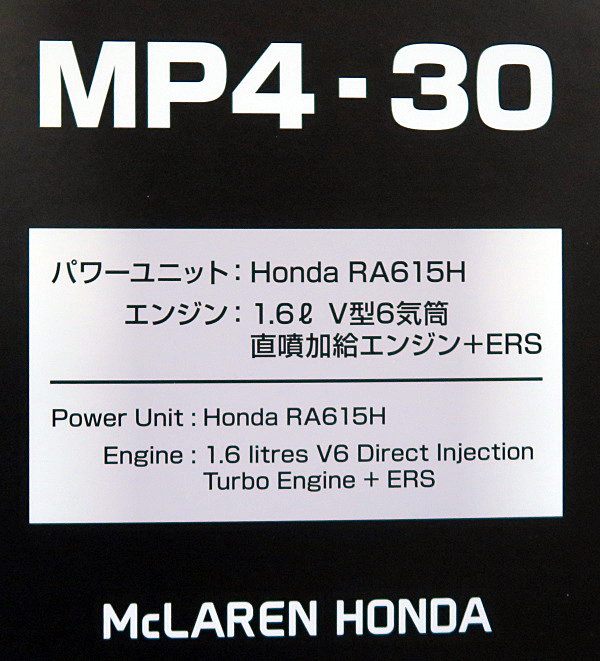 MP4・30
パワーユニット：Honda RA615H
エンジン：1.6ℓ V型6気筒
直噴加給エンジン＋ERS
Power Unit : Honda RA615H
Engine : 1.6 litres V6 Direct Injection
Turbo Engine + ERS
McLAREN HONDA